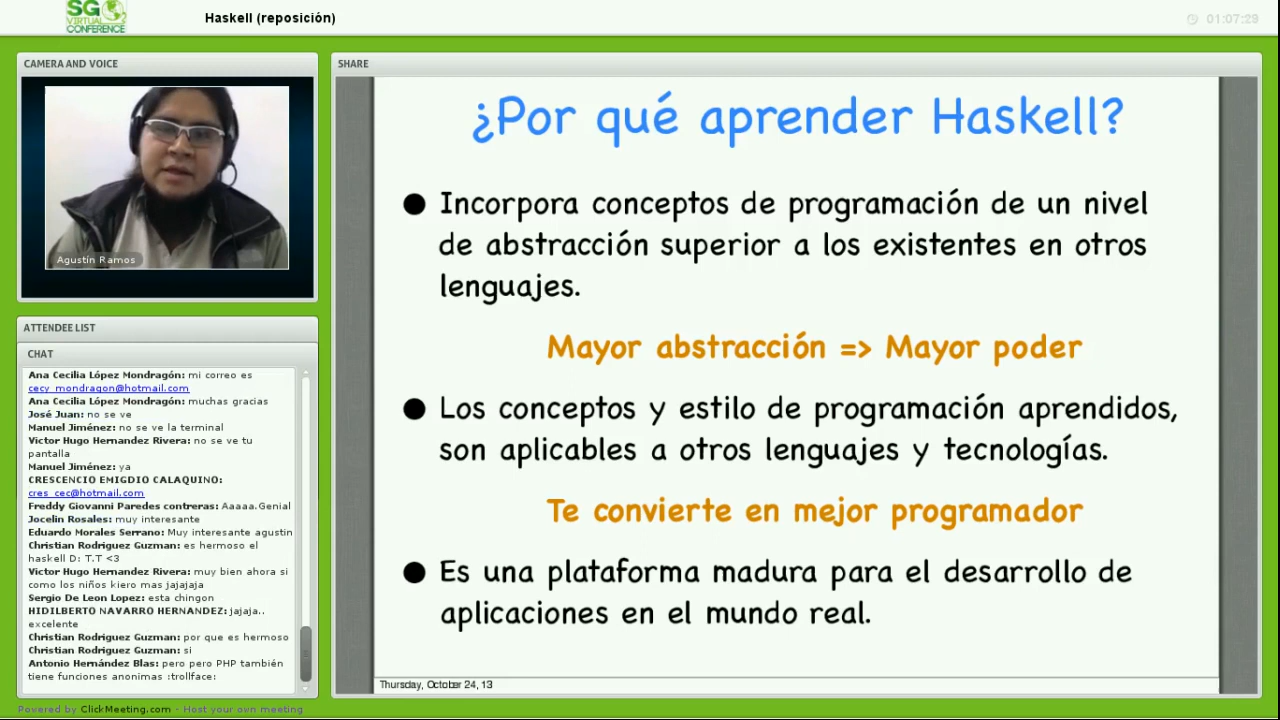 SG
VIRTUAL
CONFERENCE
Haskell (reposición)
01:07:29
CAMERA AND VOICE
Agustín Ramos
ATTENDEE LIST
CHAT
Ana Cecilia López Mondragón: mi correo es
cecy_mondragon@hotmail.com
Ana Cecilia López Mondragón: muchas gracias
José Juan: no se ve
Manuel Jiménez: no se ve la terminal
Victor Hugo Hernandez Rivera: no se ve tu
pantalla
Manuel Jiménez: ya
CRESCENCIO EMIGDIO CALAQUINO:
cres_cec@hotmail.com
Freddy Giovanni Paredes contreras: Aaaaa.Genial
Jocelin Rosales: muy interesante
Eduardo Morales Serrano: Muy interesante agustin
Christian Rodriguez Guzman: es hermoso el
haskell D: T.T <3
Victor Hugo Hernandez Rivera: muy bien ahora si
como los niños kiero mas jajajaja
Sergio De Leon Lopez: esta chingon
HIDILBERTO NAVARRO HERNANDEZ: jajaja..
excelente
Christian Rodriguez Guzman: por que es hermoso
Christian Rodriguez Guzman: si
Antonio Hernández Blas: pero pero PHP también
tiene funciones anonimas :trollface:
SHARE
¿Por qué aprender Haskell?
● Incorpora conceptos de programación de un nivel
de abstracción superior a los existentes en otros
lenguajes.
Mayor abstracción => Mayor poder
● Los conceptos y estilo de programación aprendidos,
son aplicables a otros lenguajes y tecnologías.
Te convierte en mejor programador
● Es una plataforma madura para el desarrollo de
aplicaciones en el mundo real.
Thursday, October 24, 13
Powered by ClickMeeting.com - Host your own meeting